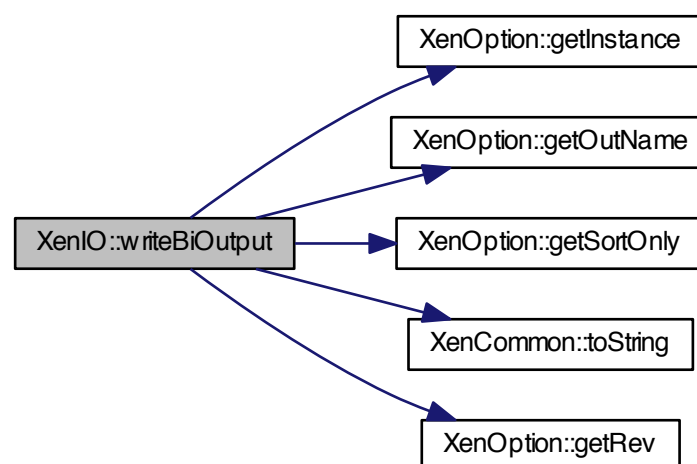 XenOption::getInstance
XenOption::getOutName
XenIO::writeBiOutput
XenOption::getSortOnly
XenCommon::toString
XenOption::getRev